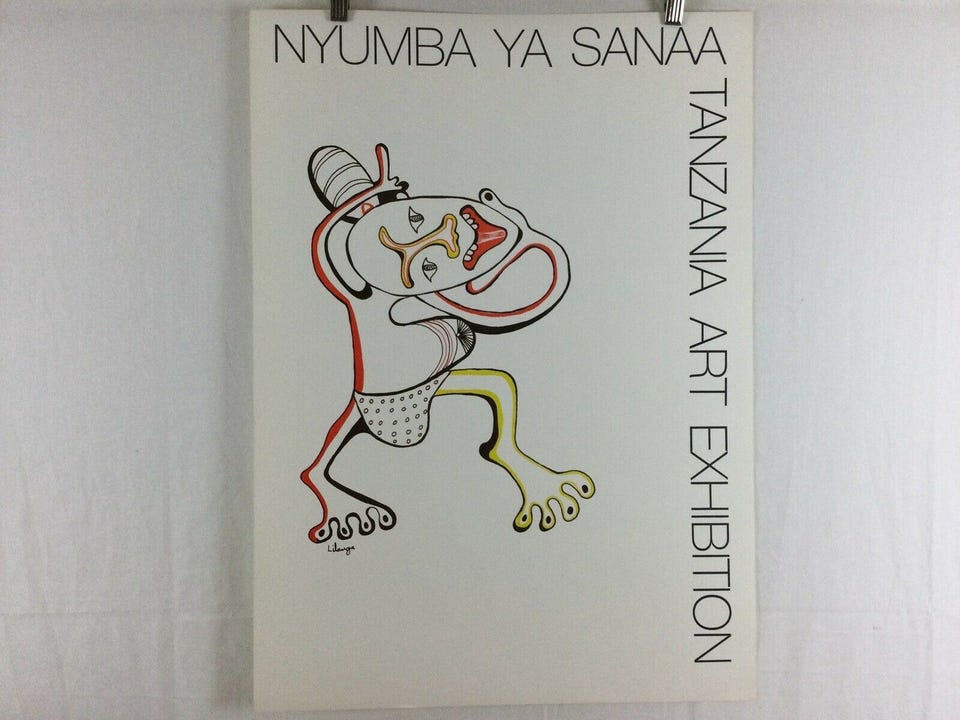 NYUMBA YA SANAA
TANZANIA ART EXHIBITION
Lilanga